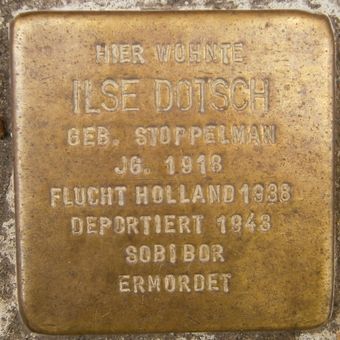 HIER WOHNTE
ILSE DOTSCH
GEB. STOPPELMAN
JG. 1918
FLUCHT HOLLAND 1938
DEPORTIERT 1943
SOBIBOR
ERMORDET